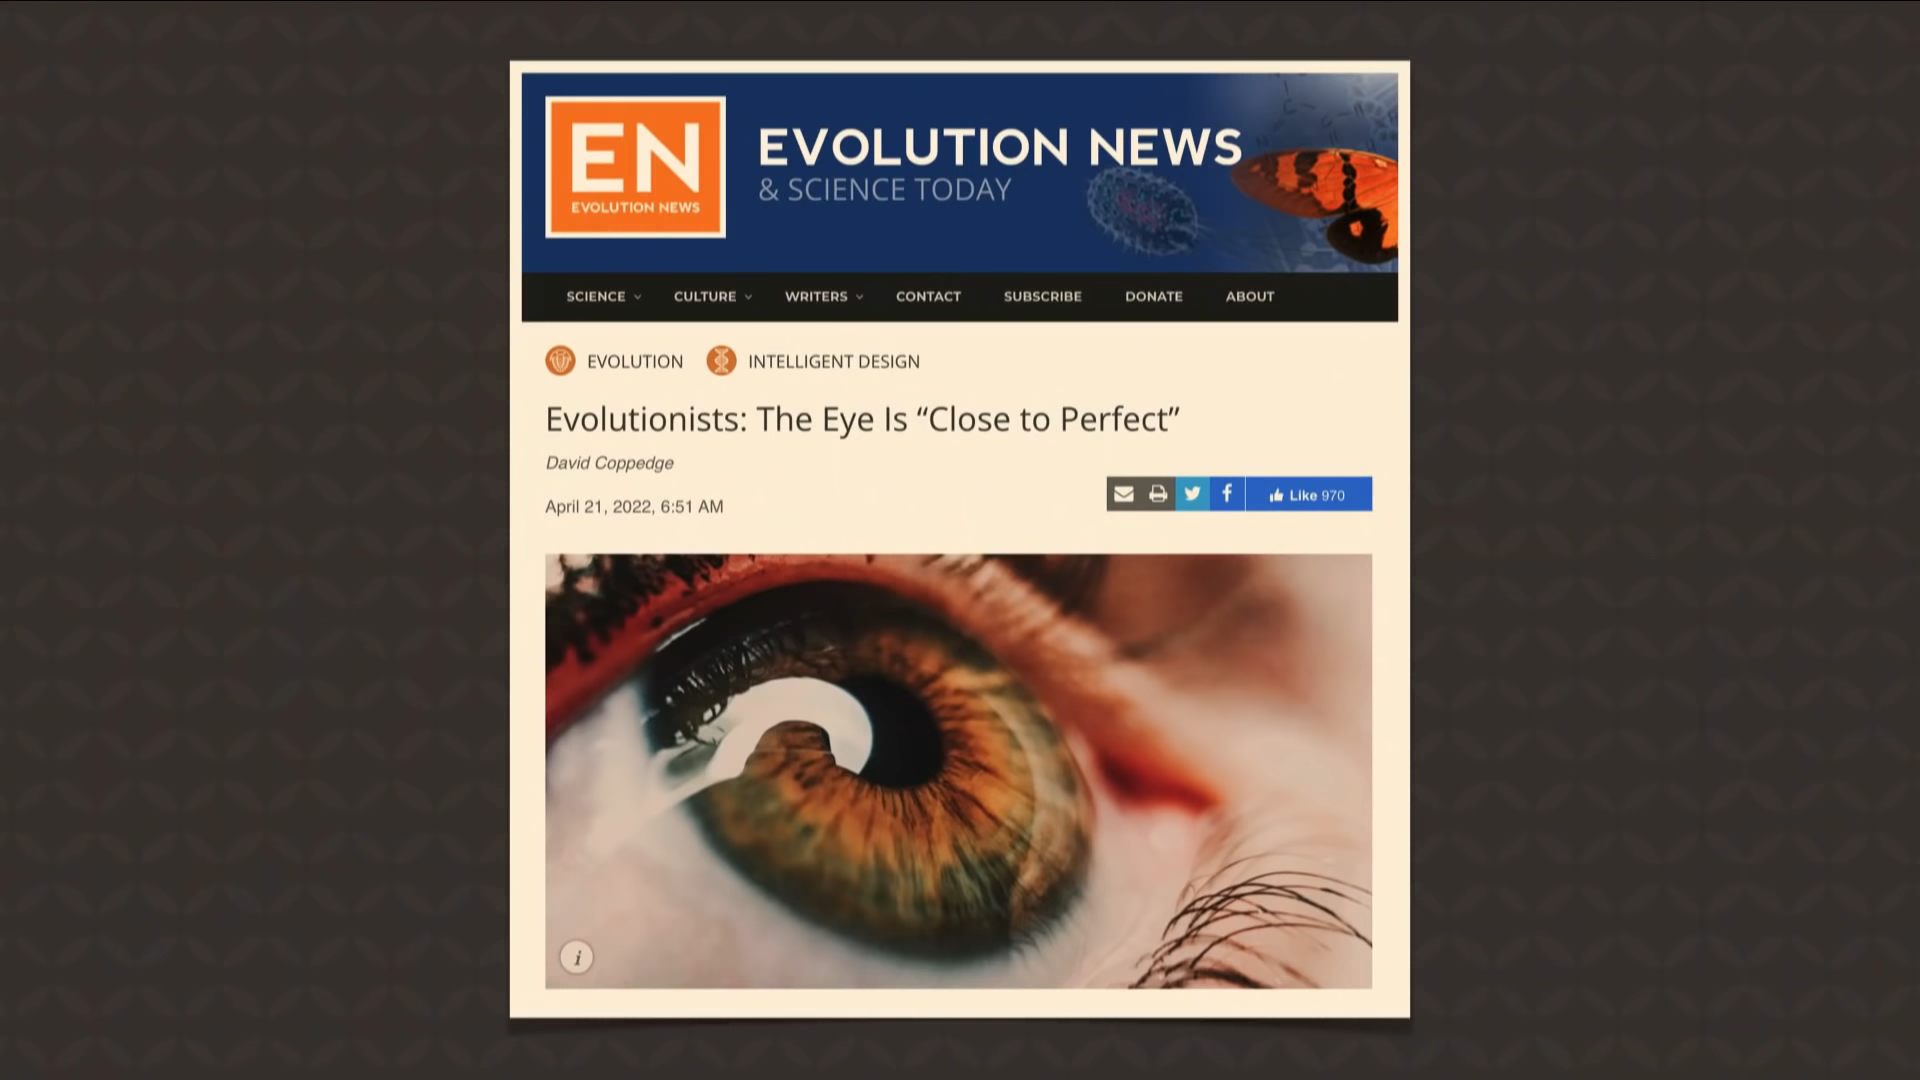 EN
EVOLUTION NEWS
EVOLUTION NEWS
& SCIENCE TODAY
SCIENCE CULTURE WRITERS CONTACT SUBSCRIBE DONATE ABOUT
EVOLUTION INTELLIGENT DESIGN
Evolutionists: The Eye Is “Close to Perfect”
David Coppedge
April 21, 2022, 6:51 AM
f Like 970
i